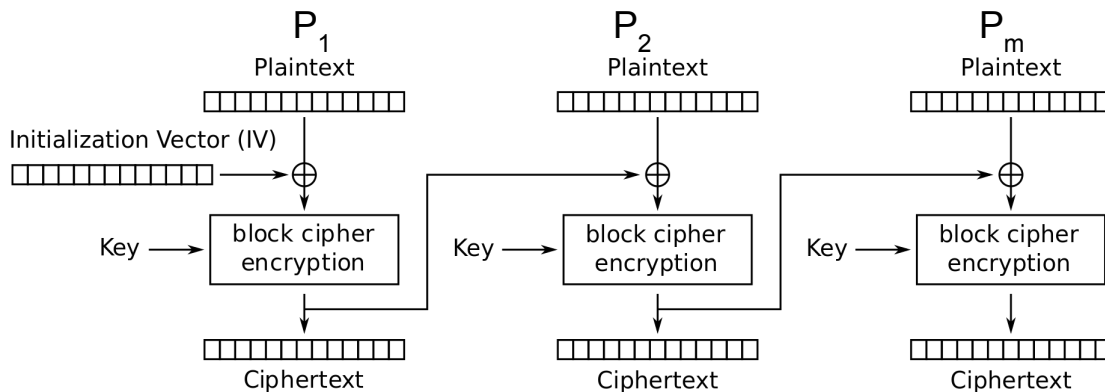 P1 P2 Pm
Plaintext Plaintext Plaintext
Initialization Vector (IV)
Key block cipher encryption Key block cipher encryption Key block cipher encryption
Ciphertext Ciphertext Ciphertext